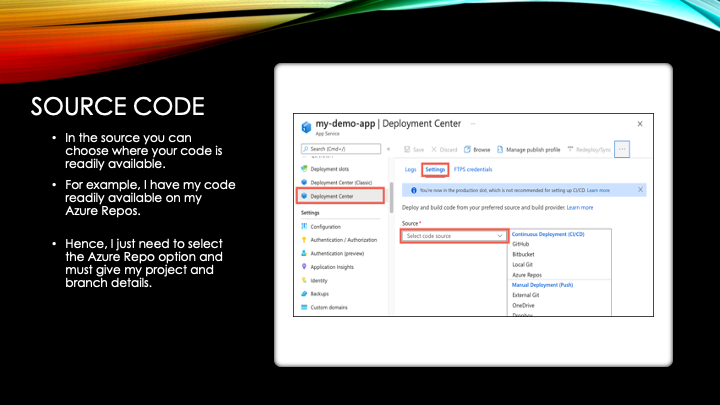 SOURCE CODE
• In the source you can
choose where your code is
readily available.
• For example, I have my code
readily available on my
Azure Repos.
• Hence, I just need to select
the Azure Repo option and
must give my project and
branch details.
my-demo-app | Deployment Center ...
App Service
Search (Cmd+/)
Save
Discard
Browse
Manage publish profile
Redeploy/Sync
...
Deployment slots
Deployment Center (Classic)
Deployment Center
Settings
Configuration
Authentication / Authorization
Authentication (preview)
Application Insights
Identity
Backups
Custom domains
Logs Settings FTPS credentials
You're now in the production slot, which is not recommended for setting up CI/CD. Learn more
Deploy and build code from your preferred source and build provider. Learn more
Source *
Select code source
Continuous Deployment (CI/CD)
GitHub
Bitbucket
Local Git
Azure Repos
Manual Deployment (Push)
External Git
OneDrive
Dropbox